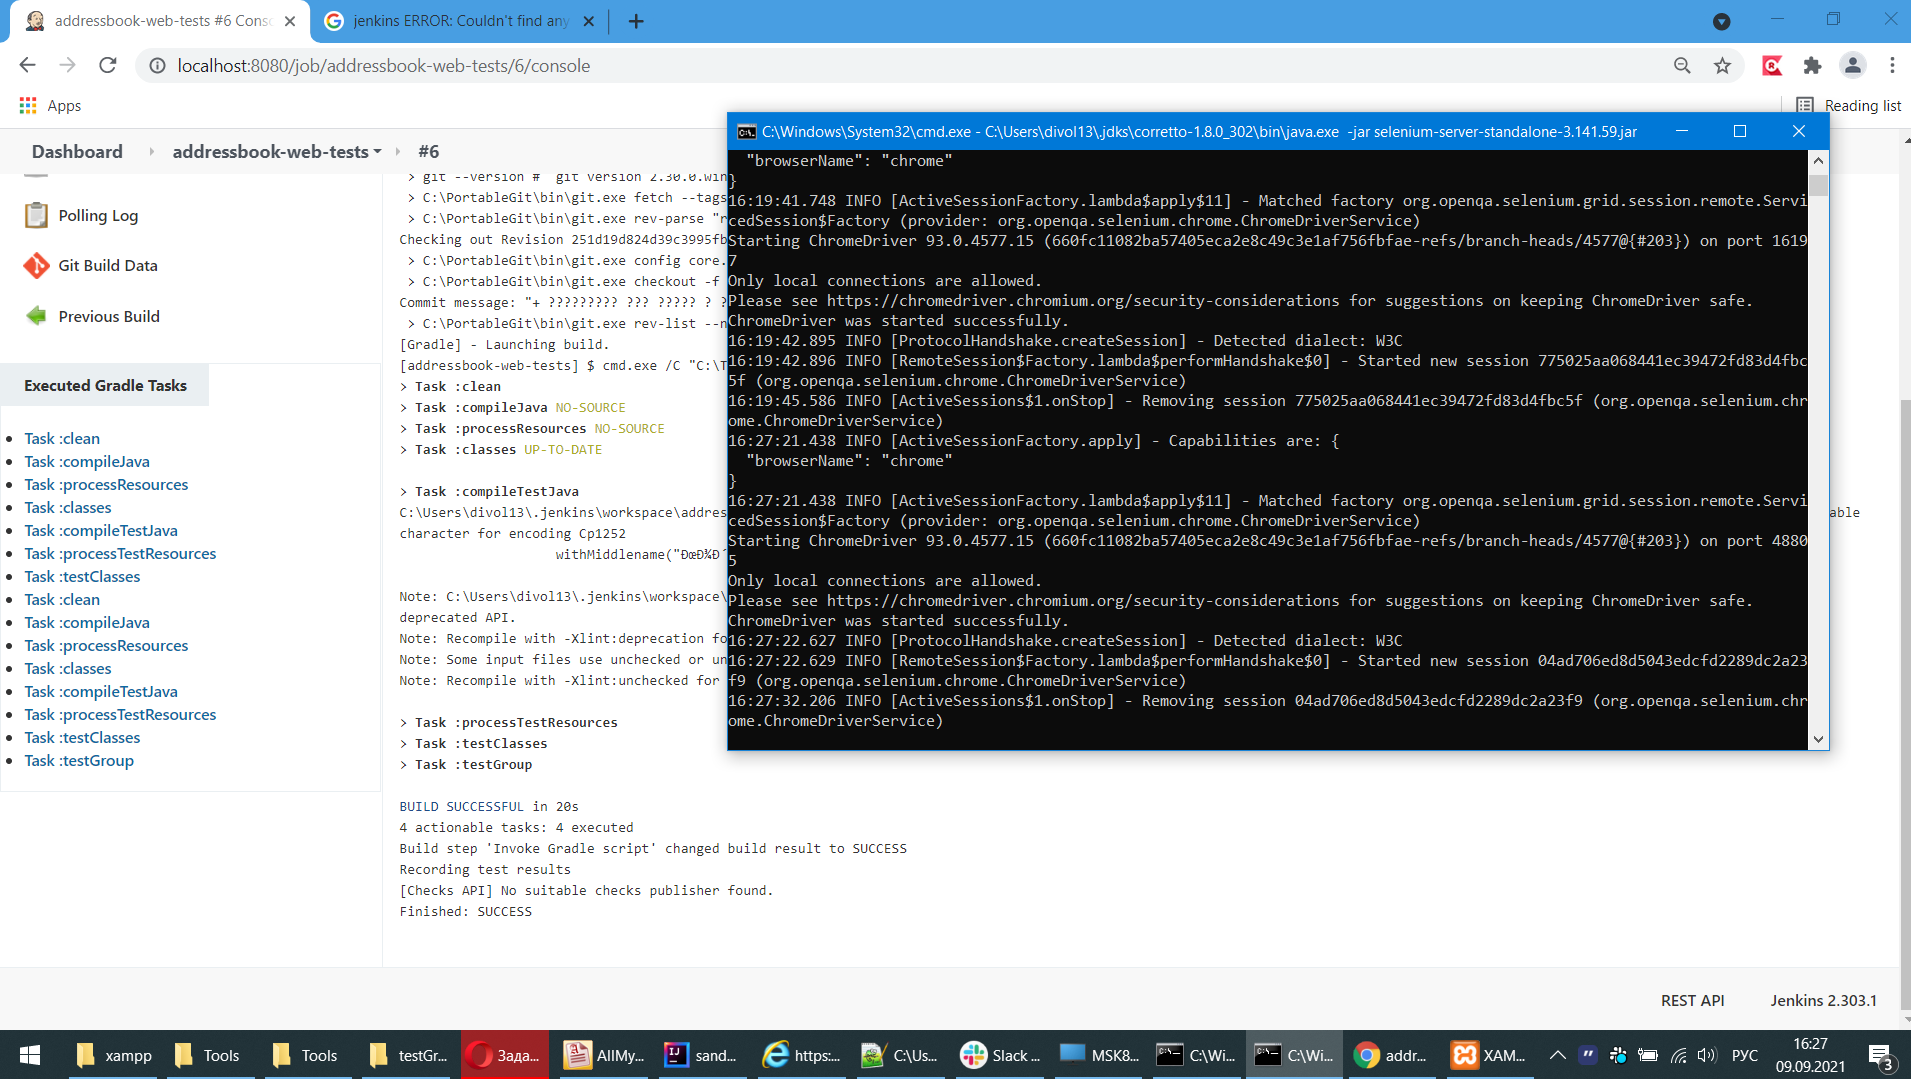 addressbook-web-tests #6 Conso
jenkins ERROR: Couldn't find any
localhost:8080/job/addressbook-web-tests/6/console
Apps
Reading list
Dashboard
addressbook-web-tests
#6
Polling Log
Git Build Data
Previous Build
Executed Gradle Tasks
Task :clean
Task :compileJava
Task :processResources
Task :classes
Task :compileTestJava
Task :processTestResources
Task :testClasses
Task :clean
Task :compileJava
Task :processResources
Task :classes
Task :compileTestJava
Task :processTestResources
Task :testClasses
Task :testGroup
> git --version # 'git version 2.30.0.win
> C:\PortableGit\bin\git.exe fetch --tags
> C:\PortableGit\bin\git.exe rev-parse "r
Checking out Revision 251d19d824d39c3995fb
> C:\PortableGit\bin\git.exe config core.
> C:\PortableGit\bin\git.exe checkout -f
Commit message: "+ ????????? ??? ????? ? ?
> C:\PortableGit\bin\git.exe rev-list --n
[Gradle] - Launching build.
[addressbook-web-tests] $ cmd.exe /C "C:\T
> Task :clean
> Task :compileJava NO-SOURCE
> Task :processResources NO-SOURCE
> Task :classes UP-TO-DATE
> Task :compileTestJava
C:\Users\divol13\.jenkins\workspace\addres
able
character for encoding Cp1252
withMiddlename("ÐœÐ¾Ð´
Note: C:\Users\divol13\.jenkins\workspace\
deprecated API.
Note: Recompile with -Xlint:deprecation fo
Note: Some input files use unchecked or un
Note: Recompile with -Xlint:unchecked for
> Task :processTestResources
> Task :testClasses
> Task :testGroup
BUILD SUCCESSFUL in 20s
4 actionable tasks: 4 executed
Build step 'Invoke Gradle script' changed build result to SUCCESS
Recording test results
[Checks API] No suitable checks publisher found.
Finished: SUCCESS
C:\Windows\System32\cmd.exe - C:\Users\divol13\.jdks\corretto-1.8.0_302\bin\java.exe -jar selenium-server-standalone-3.141.59.jar
"browserName": "chrome"
}
16:19:41.748 INFO [ActiveSessionFactory.lambda$apply$11] - Matched factory org.openqa.selenium.grid.session.remote.Servi
cedSession$Factory (provider: org.openqa.selenium.chrome.ChromeDriverService)
Starting ChromeDriver 93.0.4577.15 (660fc11082ba57405eca2e8c49c3e1af756fbfae-refs/branch-heads/4577@{#203}) on port 1619
7
Only local connections are allowed.
Please see https://chromedriver.chromium.org/security-considerations for suggestions on keeping ChromeDriver safe.
ChromeDriver was started successfully.
16:19:42.895 INFO [ProtocolHandshake.createSession] - Detected dialect: W3C
16:19:42.896 INFO [RemoteSession$Factory.lambda$performHandshake$0] - Started new session 775025aa068441ec39472fd83d4fbc
5f (org.openqa.selenium.chrome.ChromeDriverService)
16:19:45.586 INFO [ActiveSessions$1.onStop] - Removing session 775025aa068441ec39472fd83d4fbc5f (org.openqa.selenium.chr
ome.ChromeDriverService)
16:27:21.438 INFO [ActiveSessionFactory.apply] - Capabilities are: {
"browserName": "chrome"
}
16:27:21.438 INFO [ActiveSessionFactory.lambda$apply$11] - Matched factory org.openqa.selenium.grid.session.remote.Servi
cedSession$Factory (provider: org.openqa.selenium.chrome.ChromeDriverService)
Starting ChromeDriver 93.0.4577.15 (660fc11082ba57405eca2e8c49c3e1af756fbfae-refs/branch-heads/4577@{#203}) on port 4880
5
Only local connections are allowed.
Please see https://chromedriver.chromium.org/security-considerations for suggestions on keeping ChromeDriver safe.
ChromeDriver was started successfully.
16:27:22.627 INFO [ProtocolHandshake.createSession] - Detected dialect: W3C
16:27:22.629 INFO [RemoteSession$Factory.lambda$performHandshake$0] - Started new session 04ad706ed8d5043edcfd2289dc2a23
f9 (org.openqa.selenium.chrome.ChromeDriverService)
16:27:32.206 INFO [ActiveSessions$1.onStop] - Removing session 04ad706ed8d5043edcfd2289dc2a23f9 (org.openqa.selenium.chr
ome.ChromeDriverService)
REST API
Jenkins 2.303.1
xampp
Tools
Tools
testGr...
Зада...
AllMy...
sand...
https:...
C:\Us...
Slack ...
MSK8...
C:\Wi...
C:\Wi...
addr...
XAM...
РУС
16:27
09.09.2021
3